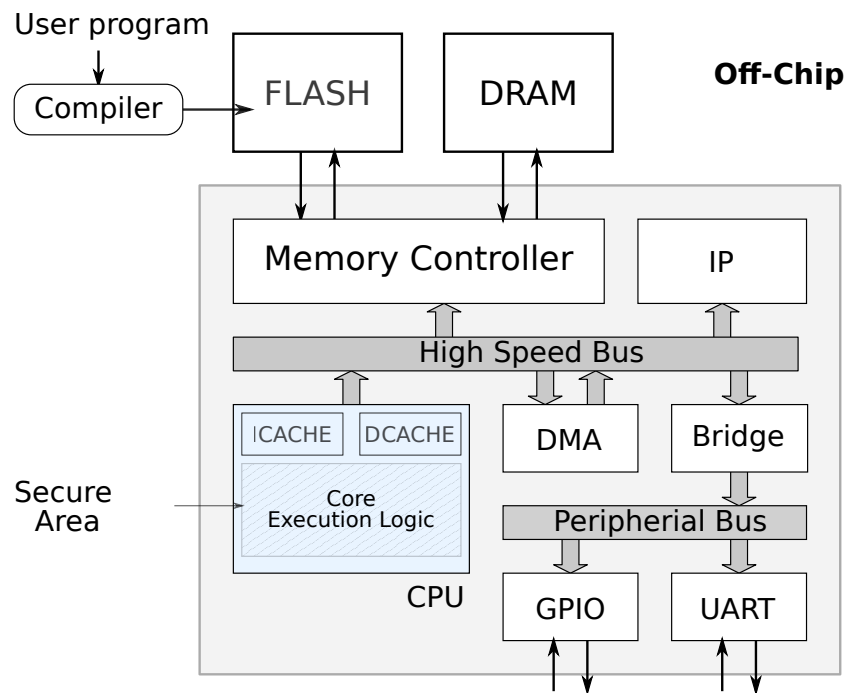 User program
Compiler
FLASH
DRAM
Off-Chip
Memory Controller
IP
High Speed Bus
ICACHE
DCACHE
DMA
Bridge
Secure
Area
Core
Execution Logic
Peripherial Bus
CPU
GPIO
UART